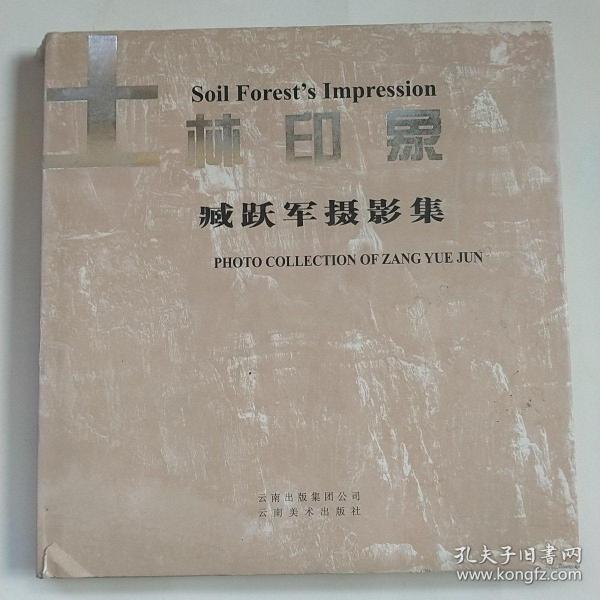 Soil Forest's Impression
土林印象
臧跃军摄影集
PHOTO COLLECTION OF ZANG YUE JUN
云南出版集团公司
云南美术出版社
孔夫子旧书网
www.kongfz.com